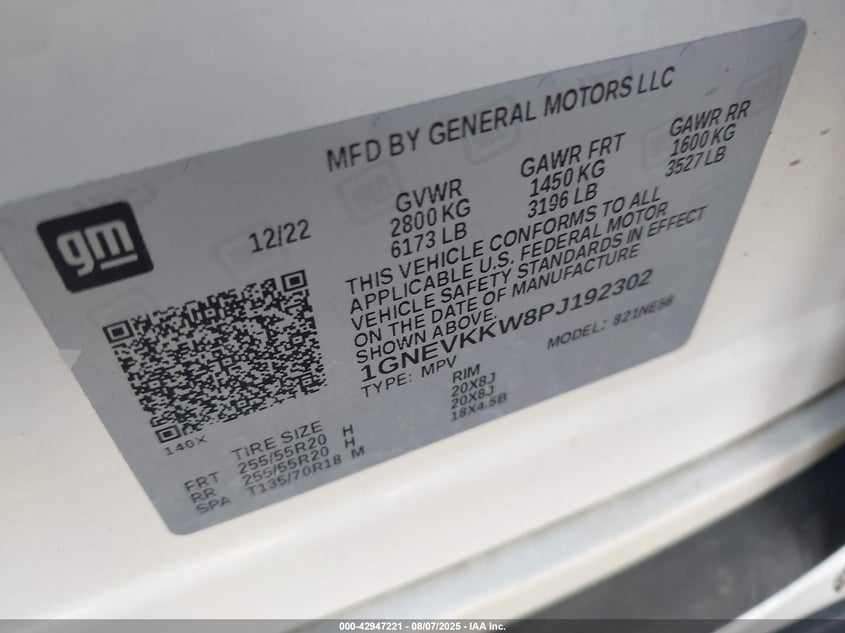 MFD BY GENERAL MOTORS LLC
gm
12/22
GVWR
2800 KG
6173 LB
GAWR FRT
1450 KG
3196 LB
GAWR RR
1600 KG
3527 LB
THIS VEHICLE CONFORMS TO ALL
APPLICABLE U.S. FEDERAL MOTOR
VEHICLE SAFETY STANDARDS IN EFFECT
ON THE DATE OF MANUFACTURE
SHOWN ABOVE.
1GNEVKKW8PJ192302
TYPE: MPV
MODEL: 821NE56
140X
TIRE SIZE
RIM
FRT 255/55R20 H 20X8J
RR 255/55R20 H 20X8J
SPA T135/70R18 M 18X4.5B
000-42947221 - 08/07/2025 - IAA Inc.